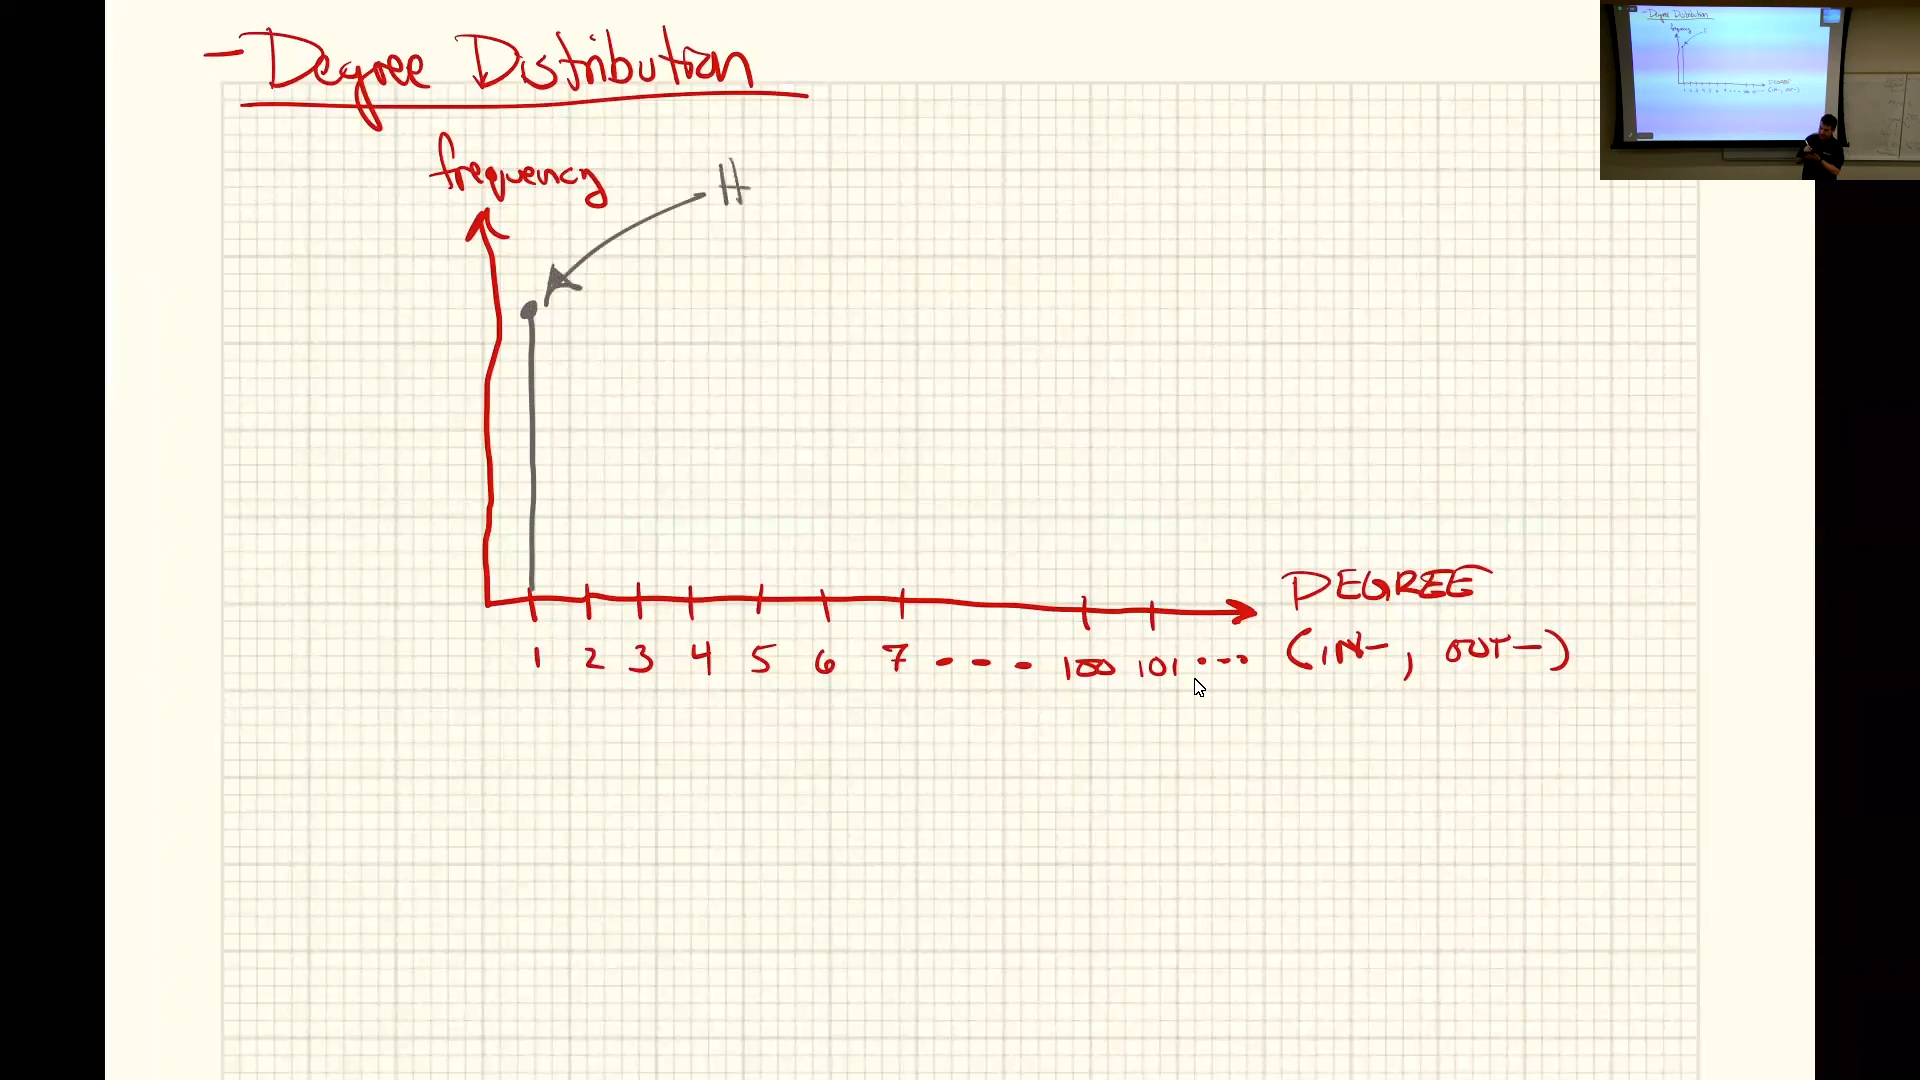 - Degree Distribution
frequency
#
DEGREE
1 2 3 4 5 6 7 - - - 100 101 ---
(IN-, OUT-)